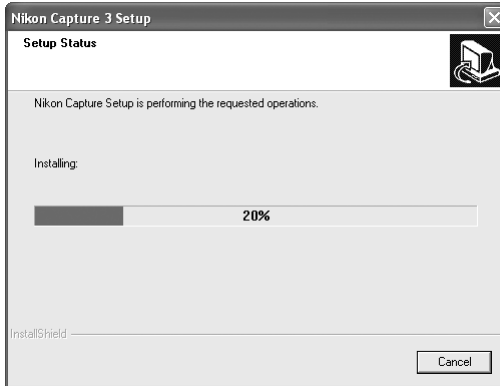 Nikon Capture 3 Setup
Setup Status
Nikon Capture Setup is performing the requested operations.
Installing:
20%
InstallShield
Cancel